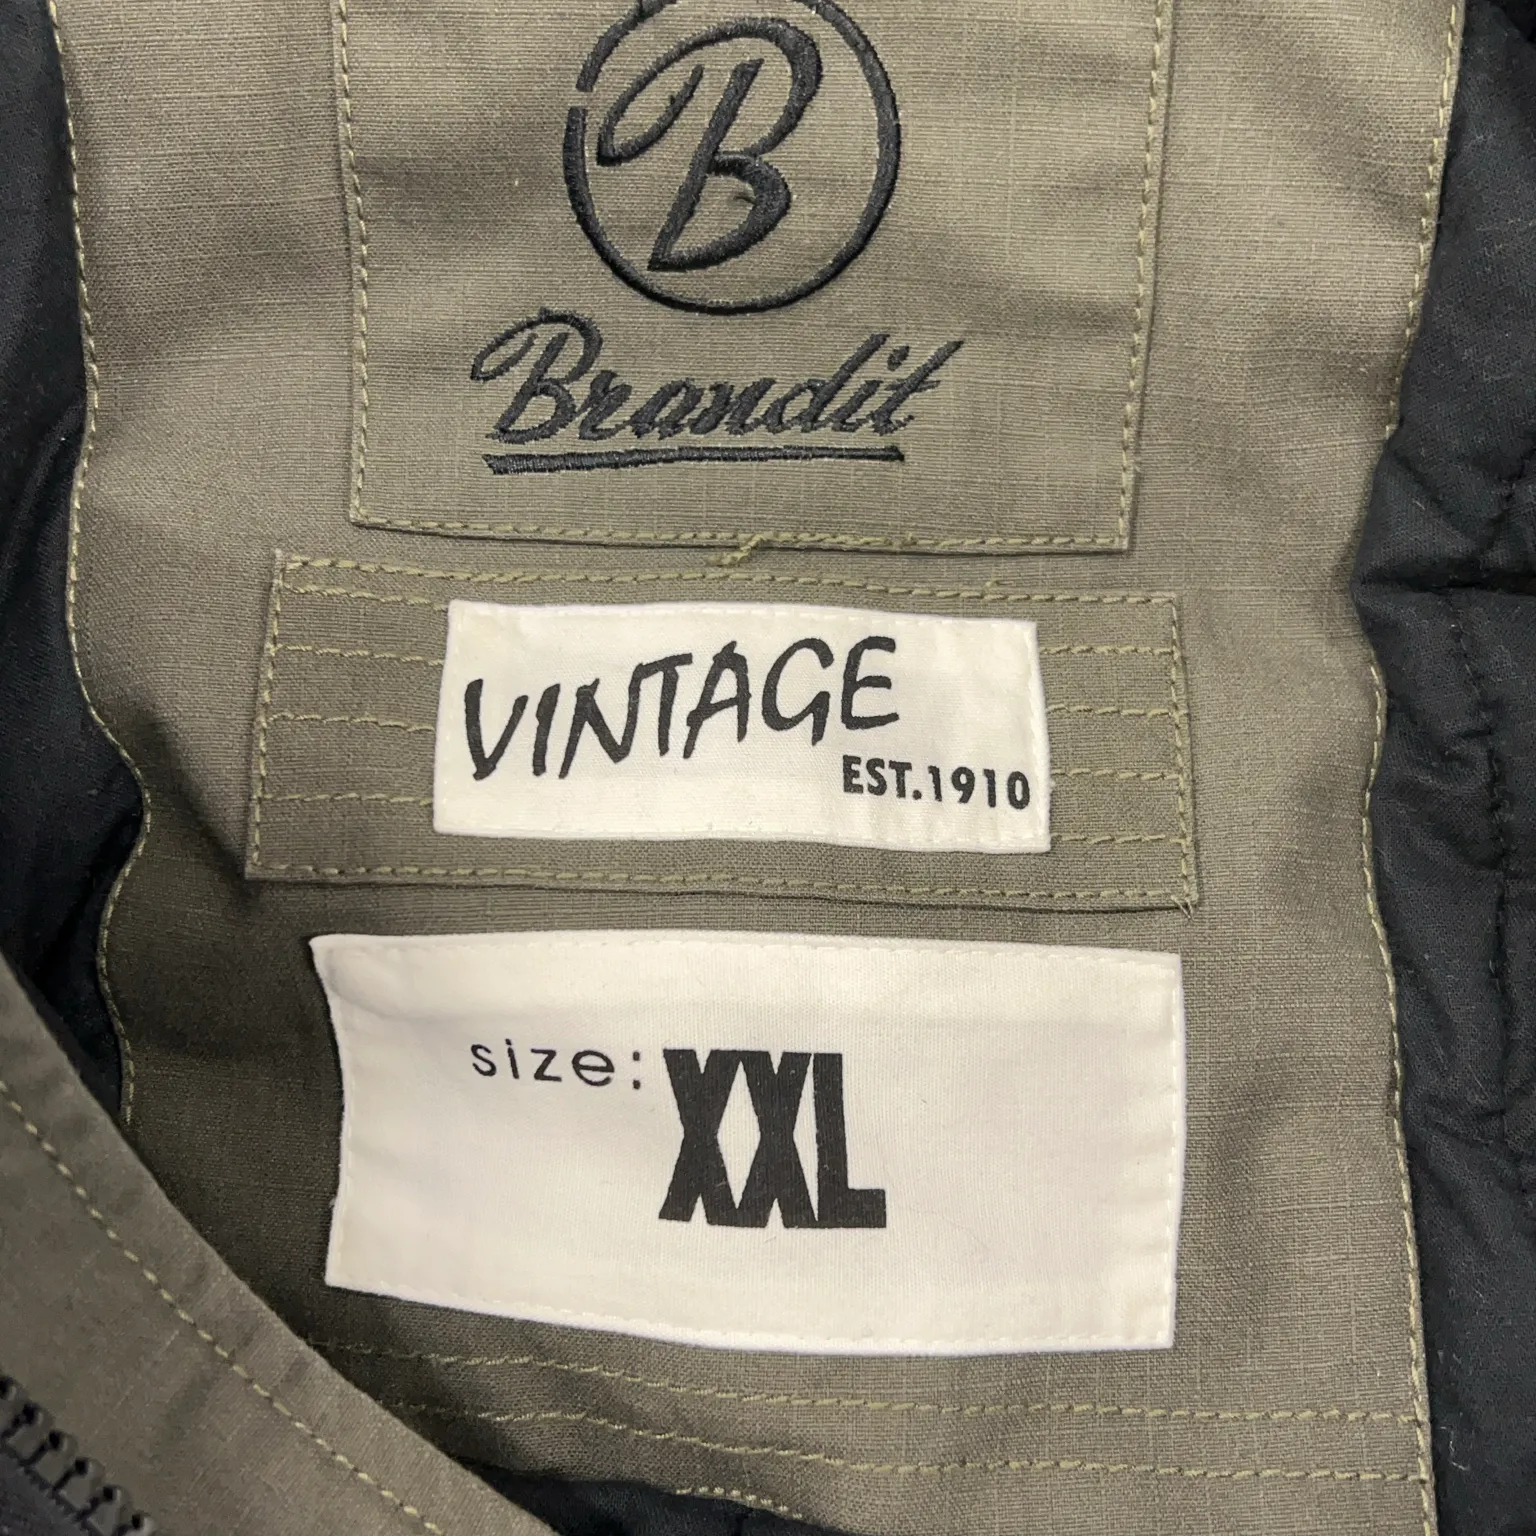 B
Brandit
VINTAGE
EST.1910
size: XXL